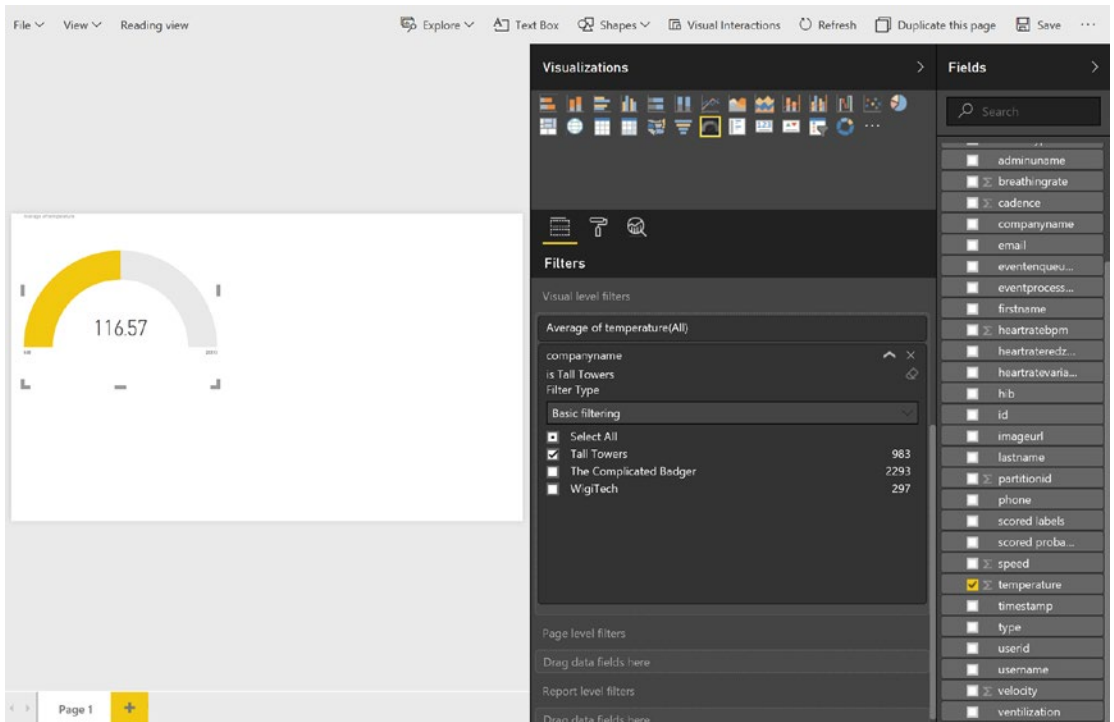 File View Reading view Explore Text Box Shapes Visual Interactions Refresh Duplicate this page Save ...
Average of temperature
116.57
Page 1
Visualizations
Filters
Visual level filters
Average of temperature(All)
companyname
is Tall Towers
Filter Type
Basic filtering
Select All
Tall Towers 983
The Complicated Badger 2293
WigiTech 297
Page level filters
Drag data fields here
Report level filters
Drag data fields here
Fields
Search
adminuname
breathingrate
cadence
companyname
email
eventenqueu...
eventprocess...
firstname
heartratebpm
heartrateredz...
heartratevaria...
hib
id
imageurl
lastname
partitionid
phone
scored labels
scored proba...
speed
temperature
timestamp
type
userid
username
velocity
ventilization